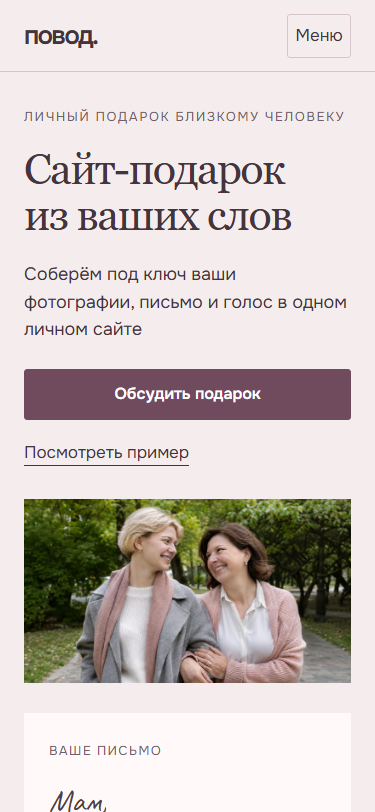 ПОВОД.
Меню
ЛИЧНЫЙ ПОДАРОК БЛИЗКОМУ ЧЕЛОВЕКУ
Сайт-подарок
из ваших слов
Соберём под ключ ваши
фотографии, письмо и голос в одном
личном сайте
Обсудить подарок
Посмотреть пример
ВАШЕ ПИСЬМО
Мам,